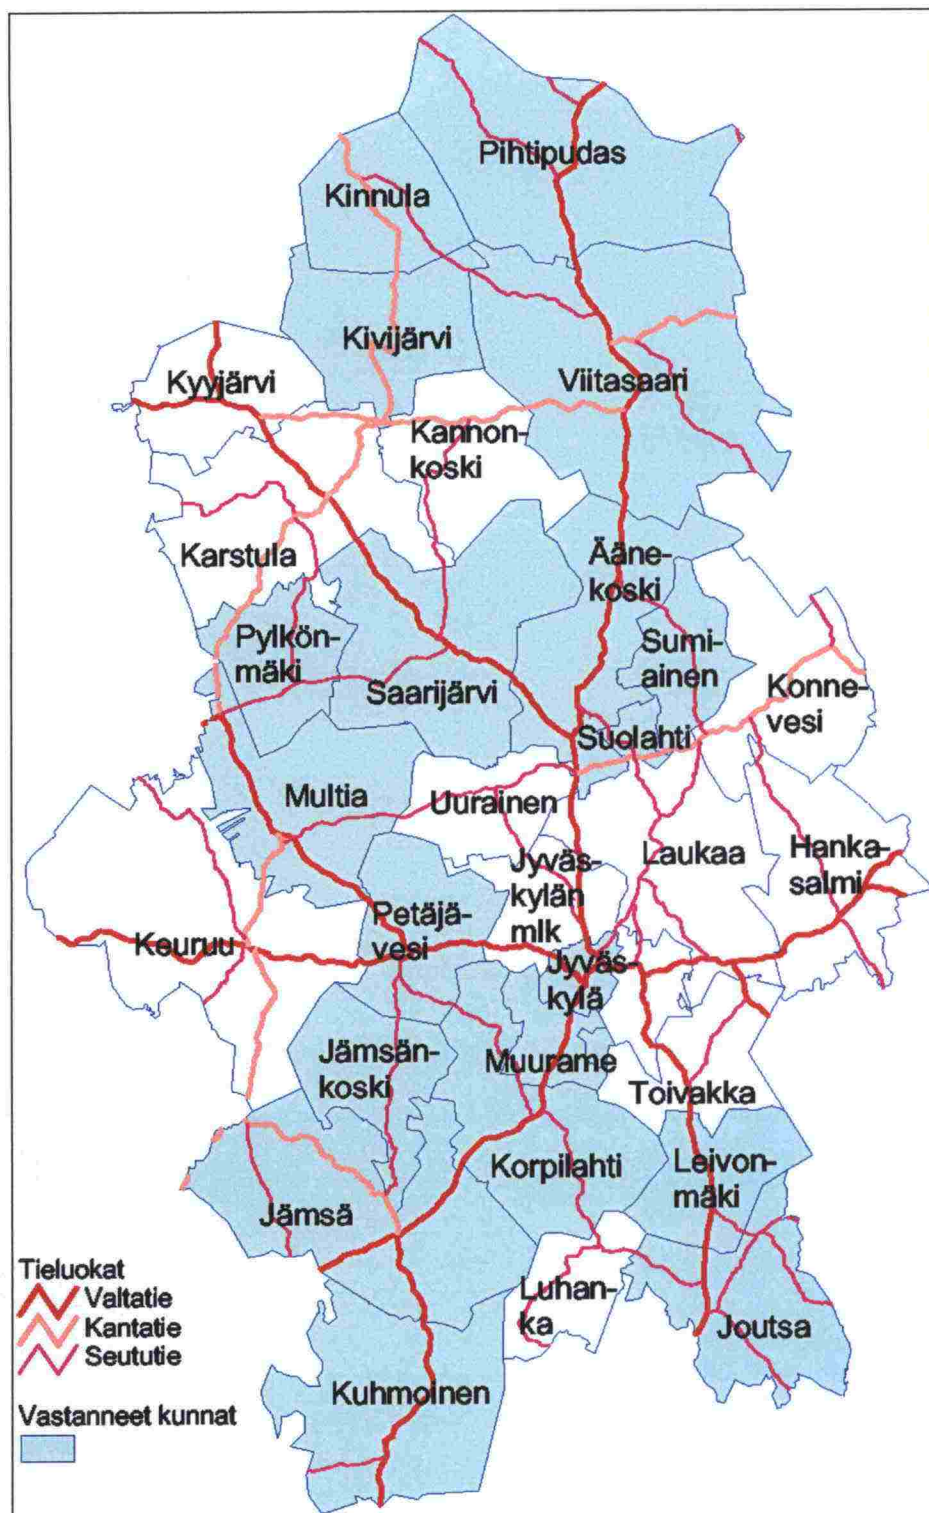 Pihtipudas
Kinnula
Kivijärvi
Kyyjärvi
Viitasaari
Kannon-
koski
Karstula
Ääne-
koski
Pylkön-
mäki
Sumi-
ainen
Saarijärvi
Konne-
vesi
Suolahti
Multia
Uurainen
Jyväs-
kylän
mlk
Laukaa
Hanka-
salmi
Petäjä-
vesi
Keuruu
Jyväs-
kylä
Jämsän-
koski
Muurame
Toivakka
Korpilahti
Leivon-
mäki
Jämsä
Luhan-
ka
Joutsa
Kuhmoinen
Tieluokat
Valtatie
Kantatie
Seututie
Vastanneet kunnat